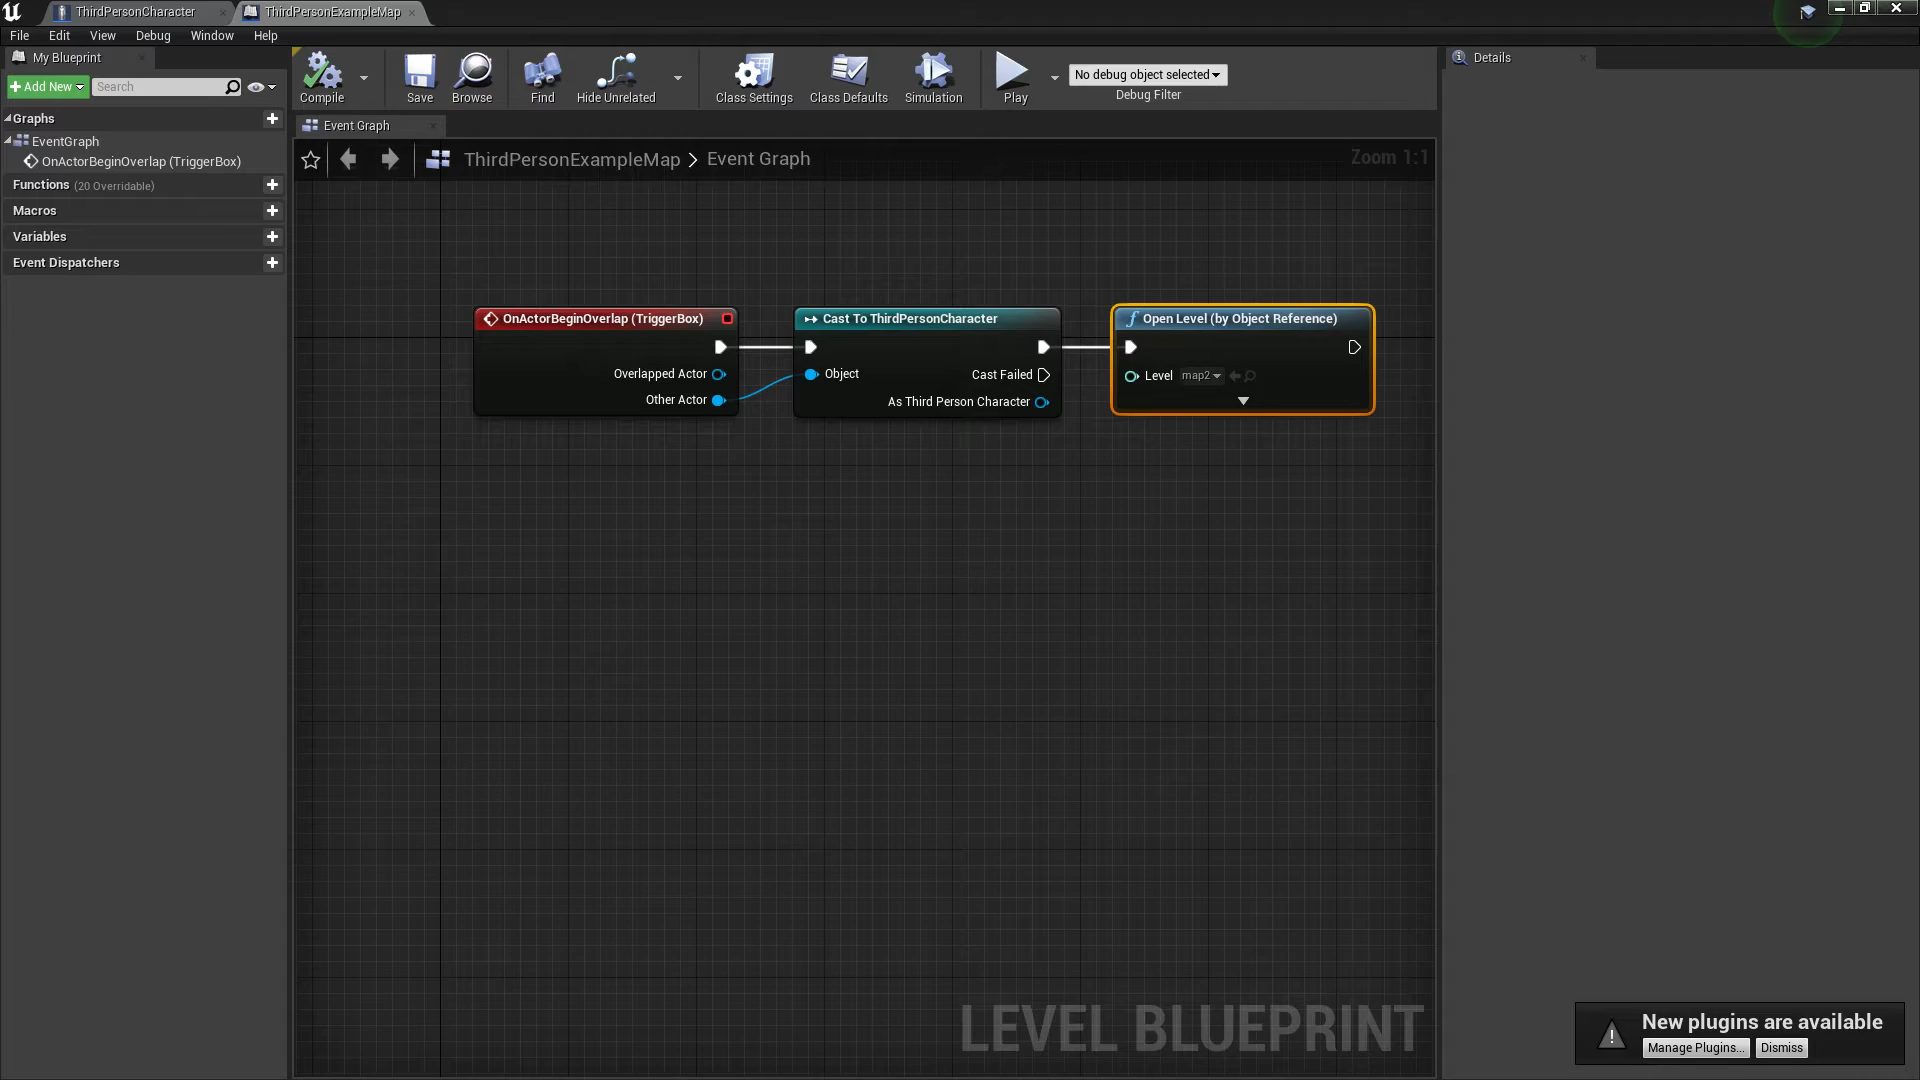 ThirdPersonCharacter
ThirdPersonExampleMap
File Edit View Debug Window Help
My Blueprint
Add New
Search
Graphs
EventGraph
OnActorBeginOverlap (TriggerBox)
Functions (20 Overridable)
Macros
Variables
Event Dispatchers
Compile
Save
Browse
Find
Hide Unrelated
Class Settings
Class Defaults
Simulation
Play
No debug object selected
Debug Filter
Event Graph
ThirdPersonExampleMap > Event Graph
Zoom 1:1
OnActorBeginOverlap (TriggerBox)
Overlapped Actor
Other Actor
Cast To ThirdPersonCharacter
Object
Cast Failed
As Third Person Character
Open Level (by Object Reference)
Level map2
LEVEL BLUEPRINT
Details
New plugins are available
Manage Plugins...
Dismiss